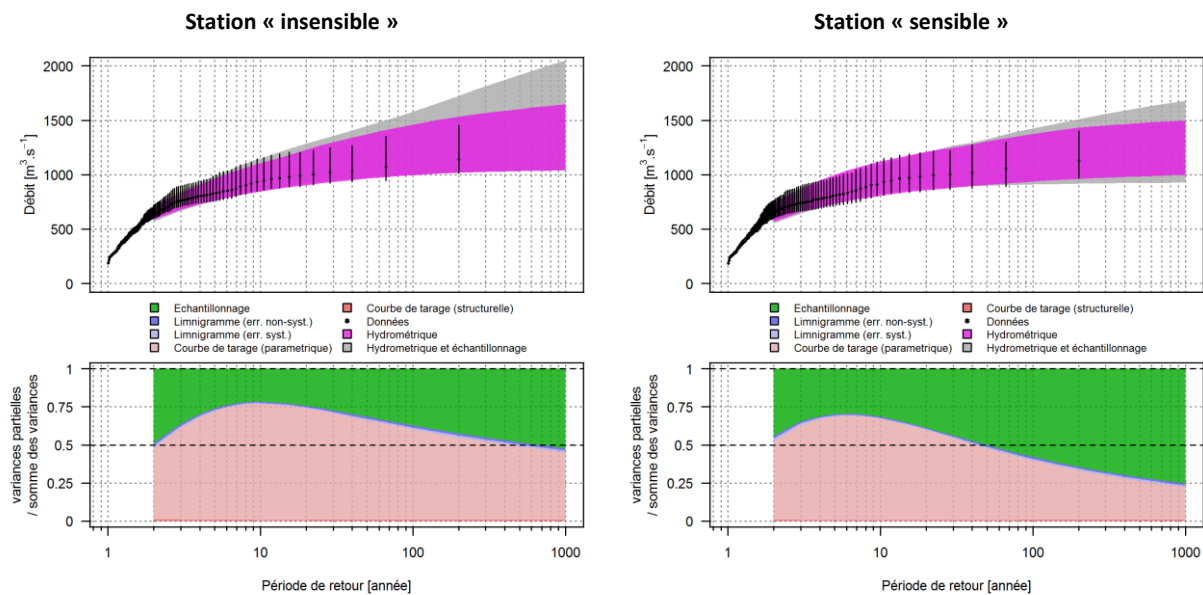 Station « insensible »
Station « sensible »
2000
1500
1000
500
0
Débit [m³.s⁻¹]
2000
1500
1000
500
0
Débit [m³.s⁻¹]
Echantillonnage
Limnigramme (err. non-syst.)
Limnigramme (err. syst.)
Courbe de tarage (parametrique)
Courbe de tarage (structurelle)
Données
Hydrométrique
Hydrometrique et échantillonnage
Echantillonnage
Limnigramme (err. non-syst.)
Limnigramme (err. syst.)
Courbe de tarage (parametrique)
Courbe de tarage (structurelle)
Données
Hydrométrique
Hydrometrique et échantillonnage
1
0.75
0.5
0.25
0
variances partielles
/ somme des variances
1 10 100 1000
Période de retour [année]
1
0.75
0.5
0.25
0
variances partielles
/ somme des variances
1 10 100 1000
Période de retour [année]